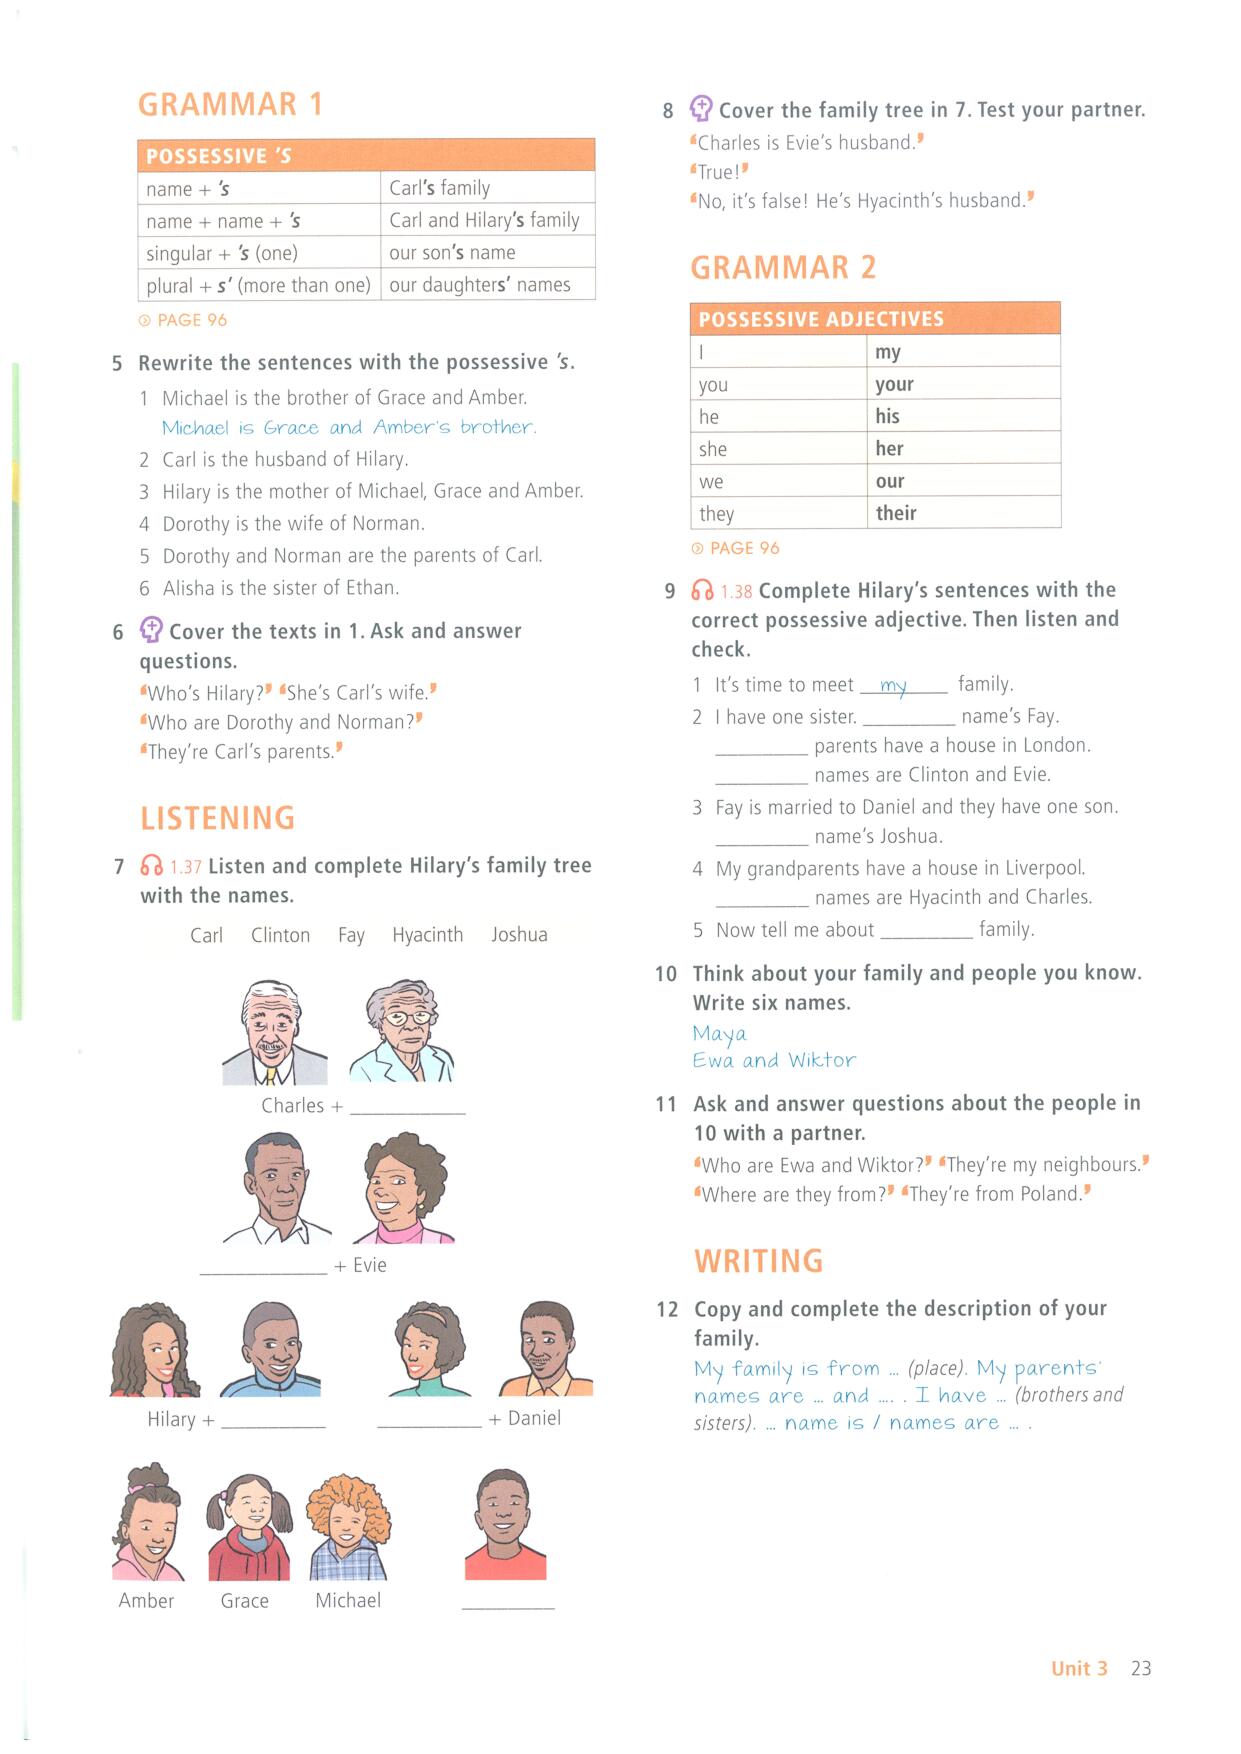 GRAMMAR 1
POSSESSIVE 'S
name + 's Carl's family
name + name + 's Carl and Hilary's family
singular + 's (one) our son's name
plural + s' (more than one) our daughters' names
PAGE 96
5 Rewrite the sentences with the possessive 's.
1 Michael is the brother of Grace and Amber.
Michael is Grace and Amber's brother.
2 Carl is the husband of Hilary.
3 Hilary is the mother of Michael, Grace and Amber.
4 Dorothy is the wife of Norman.
5 Dorothy and Norman are the parents of Carl.
6 Alisha is the sister of Ethan.
6 Cover the texts in 1. Ask and answer
questions.
'Who's Hilary?' 'She's Carl's wife.'
'Who are Dorothy and Norman?'
'They're Carl's parents.'
LISTENING
7 1.37 Listen and complete Hilary's family tree
with the names.
Carl Clinton Fay Hyacinth Joshua
Charles + ____________
_____________ + Evie
Hilary + ___________ ___________ + Daniel
Amber Grace Michael __________
8 Cover the family tree in 7. Test your partner.
'Charles is Evie's husband.'
'True!'
'No, it's false! He's Hyacinth's husband.'
GRAMMAR 2
POSSESSIVE ADJECTIVES
I my
you your
he his
she her
we our
they their
PAGE 96
9 1.38 Complete Hilary's sentences with the
correct possessive adjective. Then listen and
check.
1 It's time to meet __my__ family.
2 I have one sister. _________ name's Fay.
_________ parents have a house in London.
_________ names are Clinton and Evie.
3 Fay is married to Daniel and they have one son.
_________ name's Joshua.
4 My grandparents have a house in Liverpool.
_________ names are Hyacinth and Charles.
5 Now tell me about _________ family.
10 Think about your family and people you know.
Write six names.
Maya
Ewa and Wiktor
11 Ask and answer questions about the people in
10 with a partner.
'Who are Ewa and Wiktor?' 'They're my neighbours.'
'Where are they from?' 'They're from Poland.'
WRITING
12 Copy and complete the description of your
family.
My family is from ... (place). My parents'
names are ... and .... . I have ... (brothers and
sisters). ... name is / names are ... .
Unit 3 23